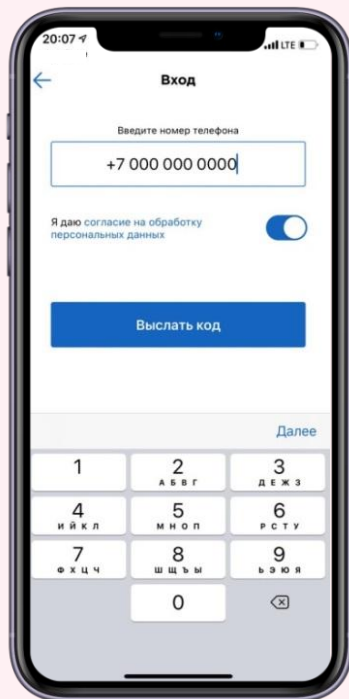 20:07
LTE
Вход
Введите номер телефона
+7 000 000 0000
Я даю согласие на обработку
персональных данных
Выслать код
Далее
1 2 3
А Б В Г Д Е Ж З
4 5 6
И Й К Л М Н О П Р С Т У
7 8 9
Ф Х Ц Ч Ш Щ Ъ Ы Ь Э Ю Я
0